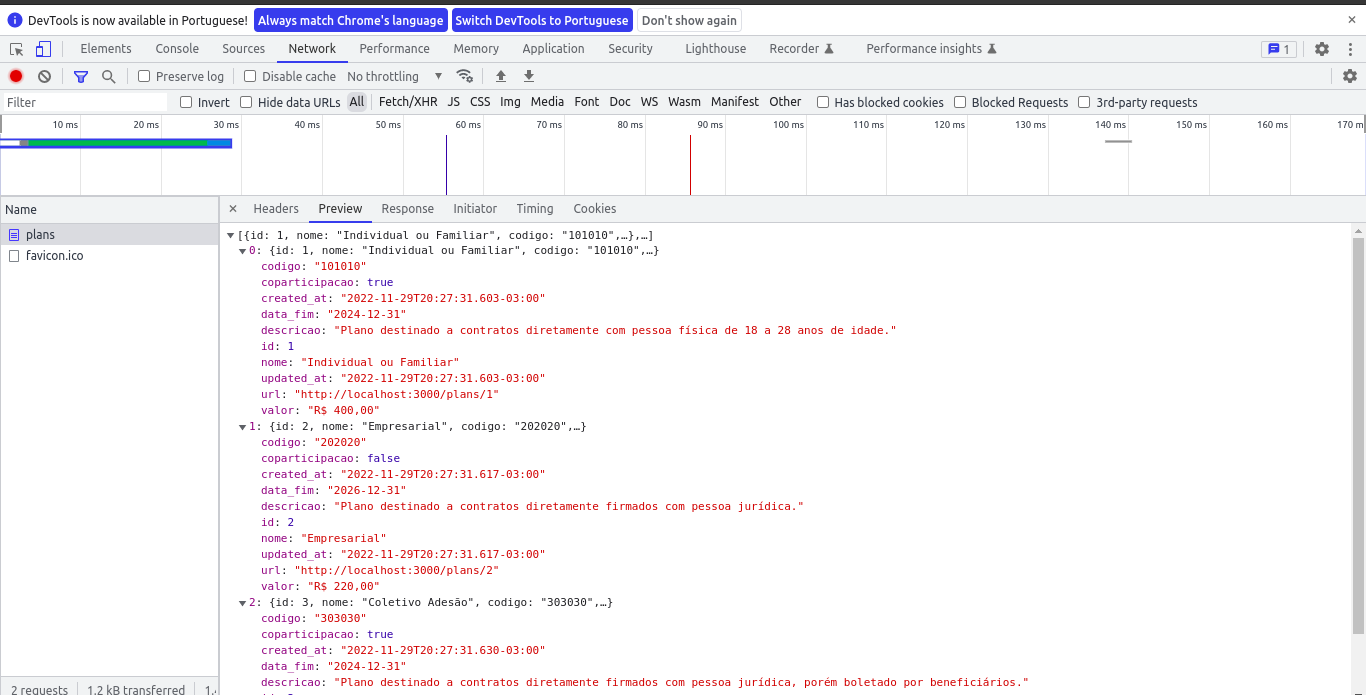 DevTools is now available in Portuguese! Always match Chrome's language Switch DevTools to Portuguese Don't show again
Elements Console Sources Network Performance Memory Application Security Lighthouse Recorder Performance insights 1
Preserve log Disable cache No throttling
Filter Invert Hide data URLs All Fetch/XHR JS CSS Img Media Font Doc WS Wasm Manifest Other Has blocked cookies Blocked Requests 3rd-party requests
10 ms 20 ms 30 ms 40 ms 50 ms 60 ms 70 ms 80 ms 90 ms 100 ms 110 ms 120 ms 130 ms 140 ms 150 ms 160 ms 170 m
Name
plans
favicon.ico
Headers Preview Response Initiator Timing Cookies
[{id: 1, nome: "Individual ou Familiar", codigo: "101010",…},…]
0: {id: 1, nome: "Individual ou Familiar", codigo: "101010",…}
codigo: "101010"
coparticipacao: true
created_at: "2022-11-29T20:27:31.603-03:00"
data_fim: "2024-12-31"
descricao: "Plano destinado a contratos diretamente com pessoa física de 18 a 28 anos de idade."
id: 1
nome: "Individual ou Familiar"
updated_at: "2022-11-29T20:27:31.603-03:00"
url: "http://localhost:3000/plans/1"
valor: "R$ 400,00"
1: {id: 2, nome: "Empresarial", codigo: "202020",…}
codigo: "202020"
coparticipacao: false
created_at: "2022-11-29T20:27:31.617-03:00"
data_fim: "2026-12-31"
descricao: "Plano destinado a contratos diretamente firmados com pessoa jurídica."
id: 2
nome: "Empresarial"
updated_at: "2022-11-29T20:27:31.617-03:00"
url: "http://localhost:3000/plans/2"
valor: "R$ 220,00"
2: {id: 3, nome: "Coletivo Adesão", codigo: "303030",…}
codigo: "303030"
coparticipacao: true
created_at: "2022-11-29T20:27:31.630-03:00"
data_fim: "2024-12-31"
descricao: "Plano destinado a contratos diretamente firmados com pessoa jurídica, porém boletado por beneficiários."
2 requests 1.2 kB transferred 1.